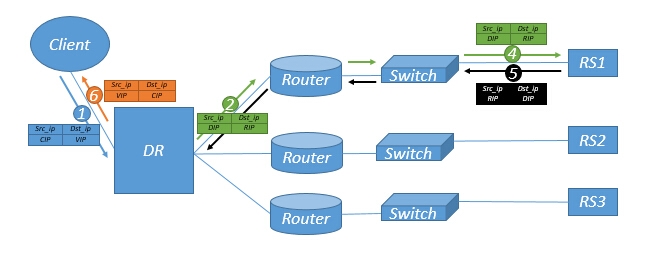 Client
Src_ip Dst_ip
CIP VIP
1
Src_ip Dst_ip
VIP CIP
6
DR
2
Src_ip Dst_ip
DIP RIP
Router
Switch
Src_ip Dst_ip
DIP RIP
4
5
Src_ip Dst_ip
RIP DIP
RS1
Router
Switch
RS2
Router
Switch
RS3